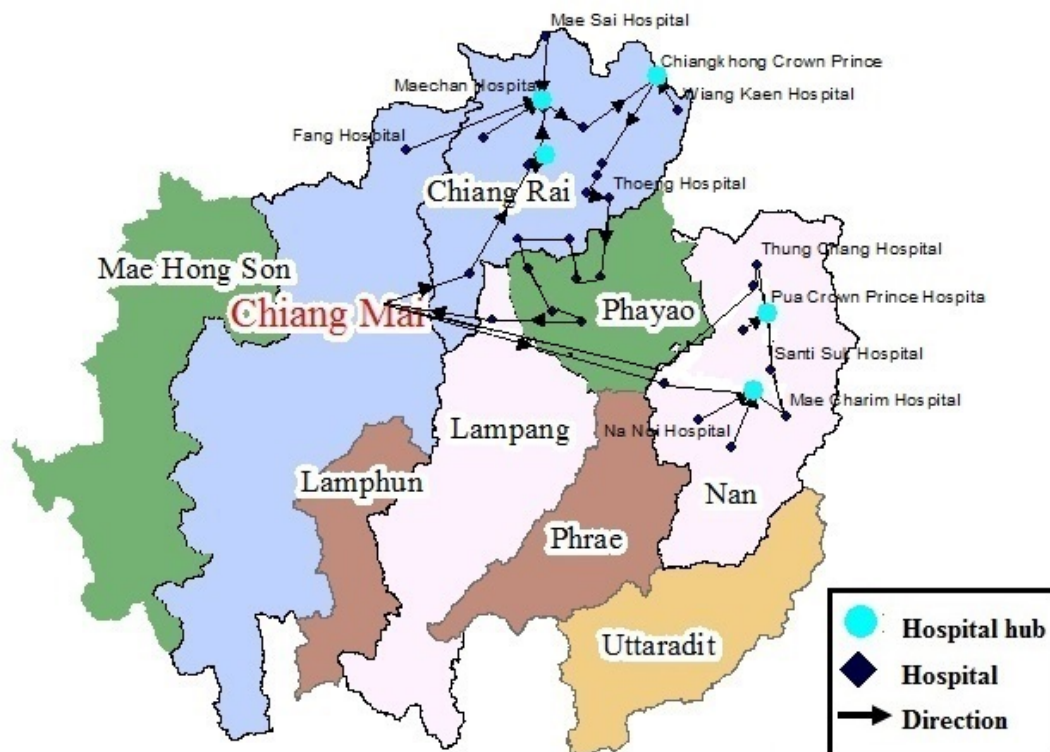 Mae Sai Hospital
Chiangkhong Crown Prince
Maechan Hospital
Wiang Kaen Hospital
Fang Hospital
Chiang Rai
Thoeng Hospital
Mae Hong Son
Thung Chang Hospital
Chiang Mai
Phayao
Pua Crown Prince Hospita
Santi Suk Hospital
Mae Charim Hospital
Lampang
Na Noi Hospital
Lamphun
Nan
Phrae
Uttaradit
Hospital hub
Hospital
Direction